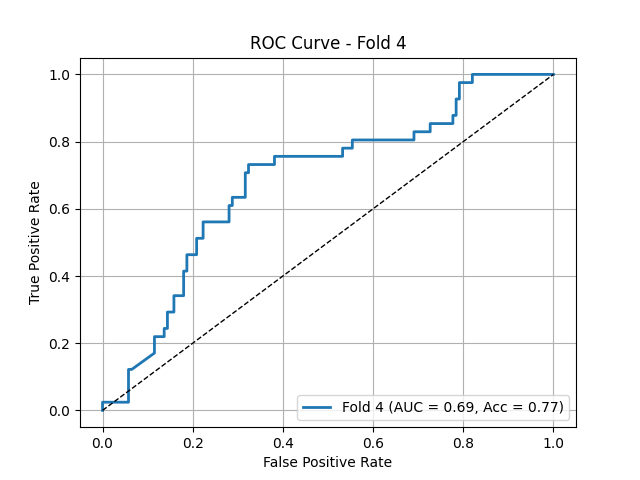 ROC Curve - Fold 4
True Positive Rate
1.0
0.8
0.6
0.4
0.2
0.0
Fold 4 (AUC = 0.69, Acc = 0.77)
0.0 0.2 0.4 0.6 0.8 1.0
False Positive Rate